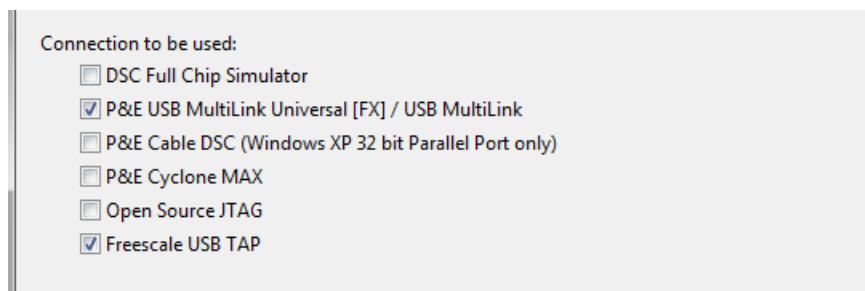 Connection to be used:
DSC Full Chip Simulator
P&E USB MultiLink Universal [FX] / USB MultiLink
P&E Cable DSC (Windows XP 32 bit Parallel Port only)
P&E Cyclone MAX
Open Source JTAG
Freescale USB TAP